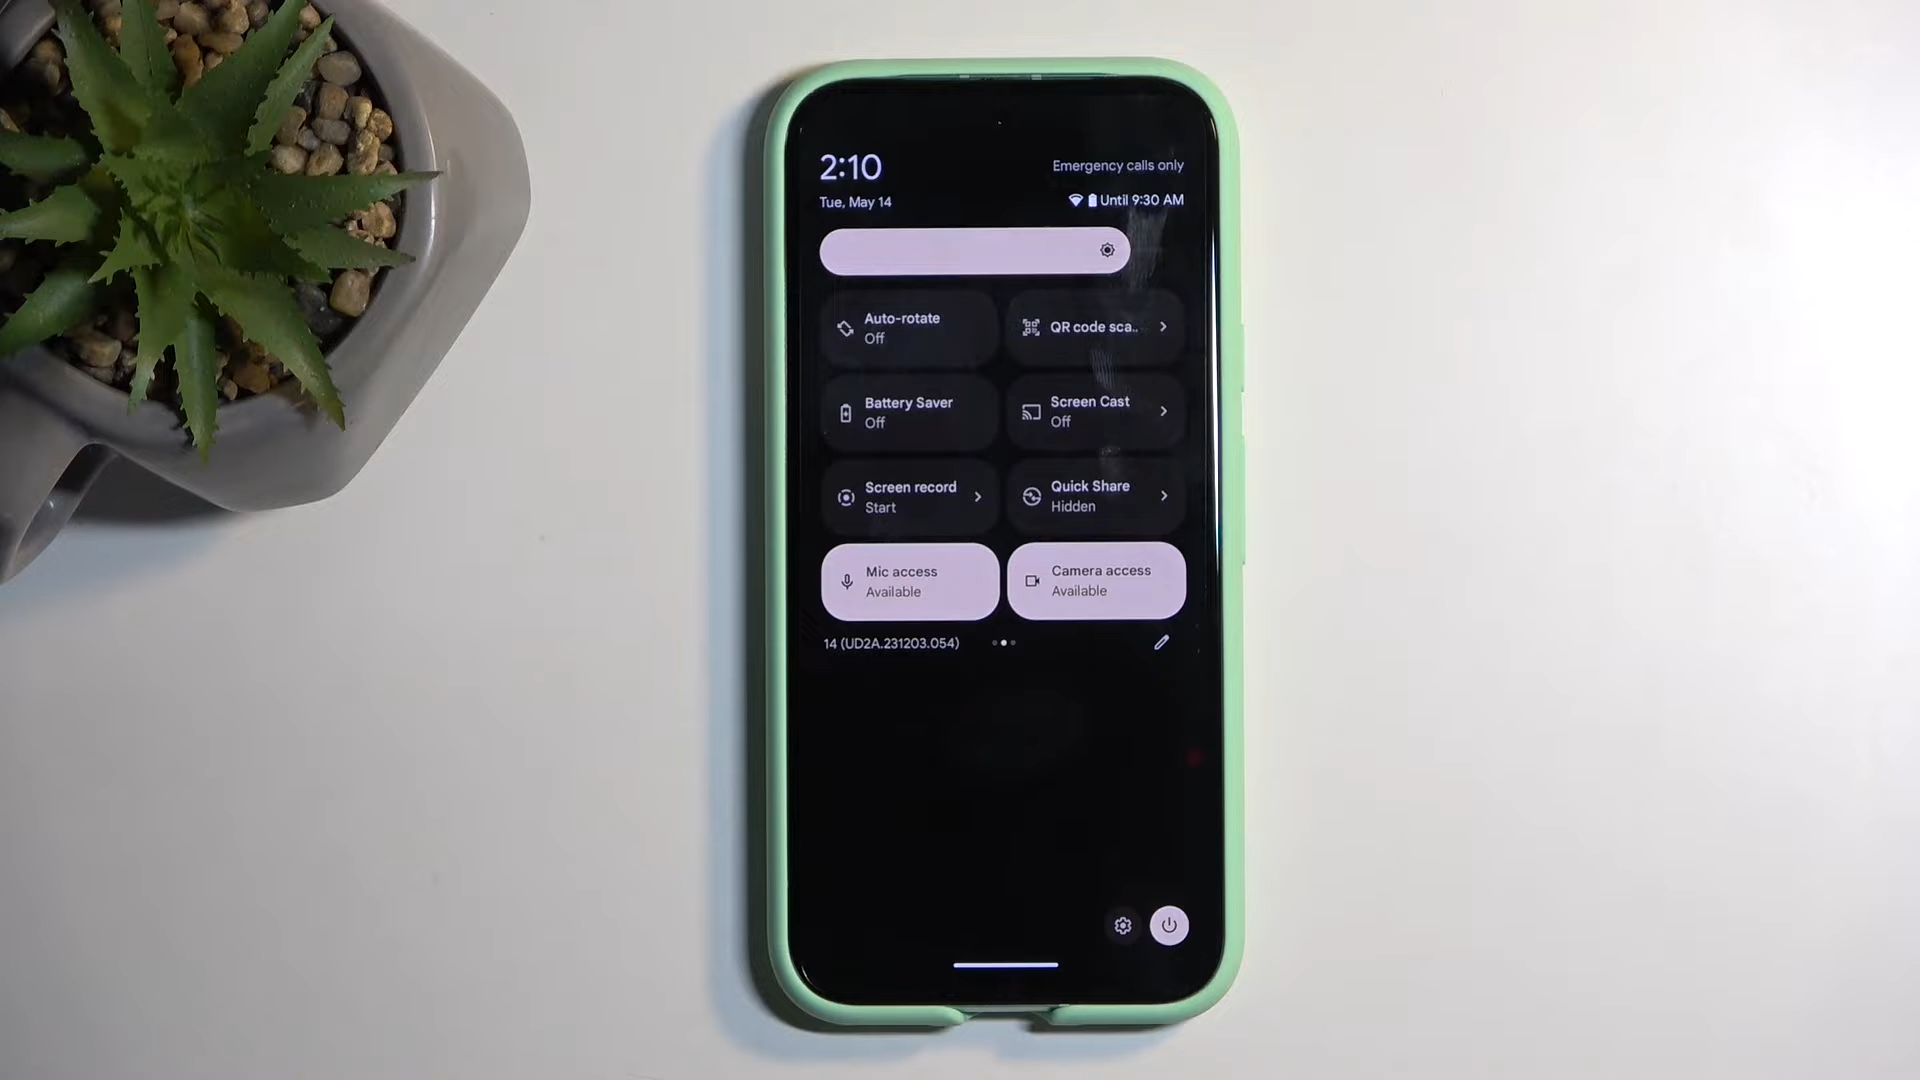 2:10
Emergency calls only
Tue, May 14
Until 9:30 AM
Auto-rotate
Off
QR code sca..
Battery Saver
Off
Screen Cast
Off
Screen record
Start
Quick Share
Hidden
Mic access
Available
Camera access
Available
14 (UD2A.231203.054)